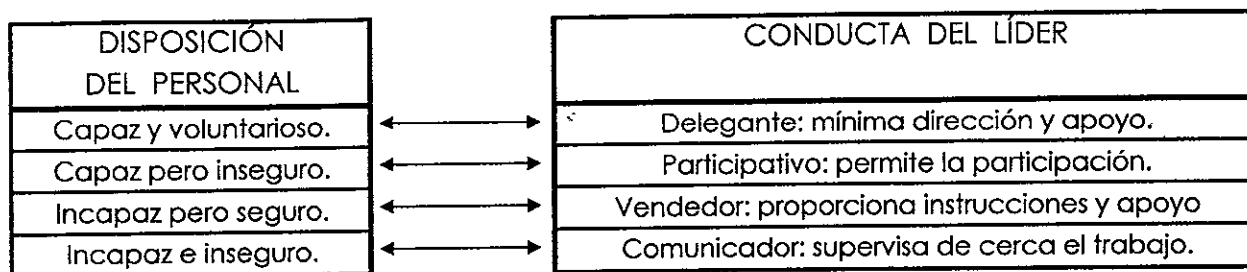 DISPOSICIÓN
DEL PERSONAL
CONDUCTA DEL LÍDER
Capaz y voluntarioso.
Delegante: mínima dirección y apoyo.
Capaz pero inseguro.
Participativo: permite la participación.
Incapaz pero seguro.
Vendedor: proporciona instrucciones y apoyo
Incapaz e inseguro.
Comunicador: supervisa de cerca el trabajo.